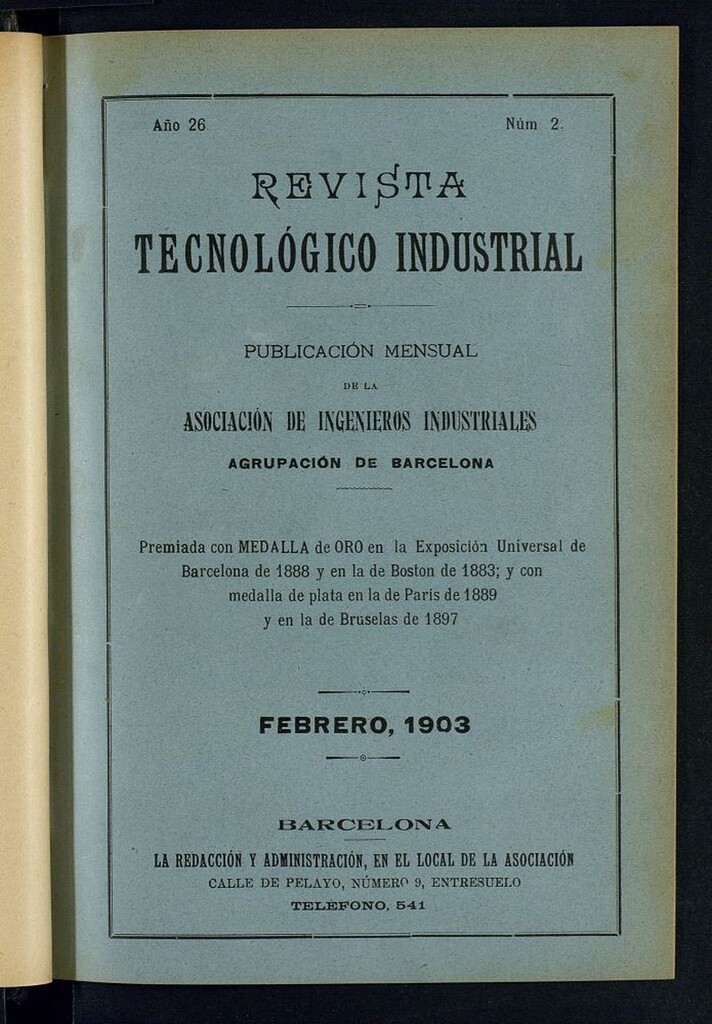 Año 26 Núm 2.
REVISTA
TECNOLÓGICO INDUSTRIAL
PUBLICACIÓN MENSUAL
DE LA
ASOCIACIÓN DE INGENIEROS INDUSTRIALES
AGRUPACIÓN DE BARCELONA
Premiada con MEDALLA de ORO en la Exposición Universal de
Barcelona de 1888 y en la de Boston de 1883; y con
medalla de plata en la de París de 1889
y en la de Bruselas de 1897
FEBRERO, 1903
BARCELONA
LA REDACCIÓN Y ADMINISTRACIÓN, EN EL LOCAL DE LA ASOCIACIÓN
CALLE DE PELAYO, NÚMERO 9, ENTRESUELO
TELÉFONO, 541